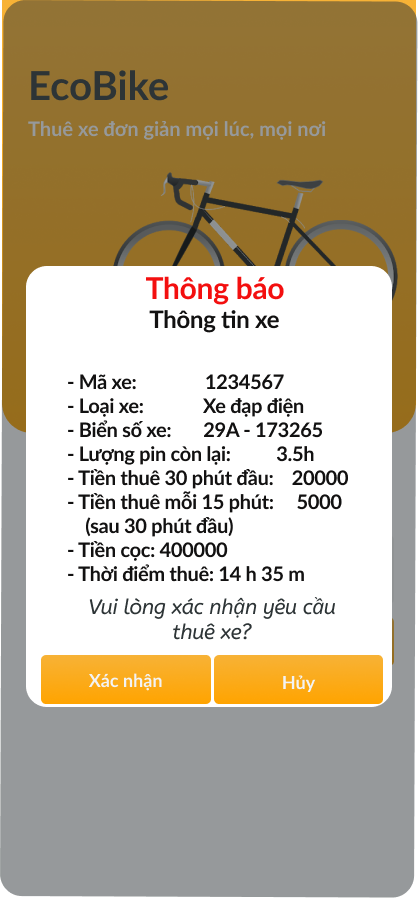 EcoBike
Thuê xe đơn giản mọi lúc, mọi nơi
Thông báo
Thông tin xe
- Mã xe: 1234567
- Loại xe: Xe đạp điện
- Biển số xe: 29A - 173265
- Lượng pin còn lại: 3.5h
- Tiền thuê 30 phút đầu: 20000
- Tiền thuê mỗi 15 phút: 5000
(sau 30 phút đầu)
- Tiền cọc: 400000
- Thời điểm thuê: 14 h 35 m
Vui lòng xác nhận yêu cầu
thuê xe?
Xác nhận
Hủy